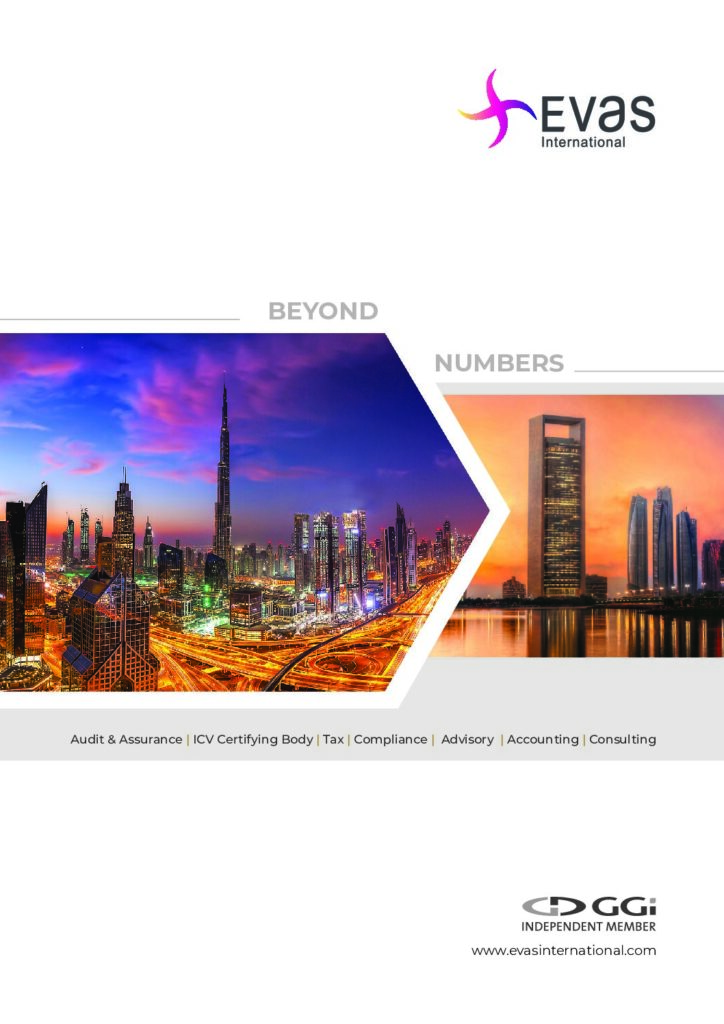 EVas
International
BEYOND
NUMBERS
Audit & Assurance | ICV Certifying Body | Tax | Compliance | Advisory | Accounting | Consulting
GGi
INDEPENDENT MEMBER
www.evasinternational.com